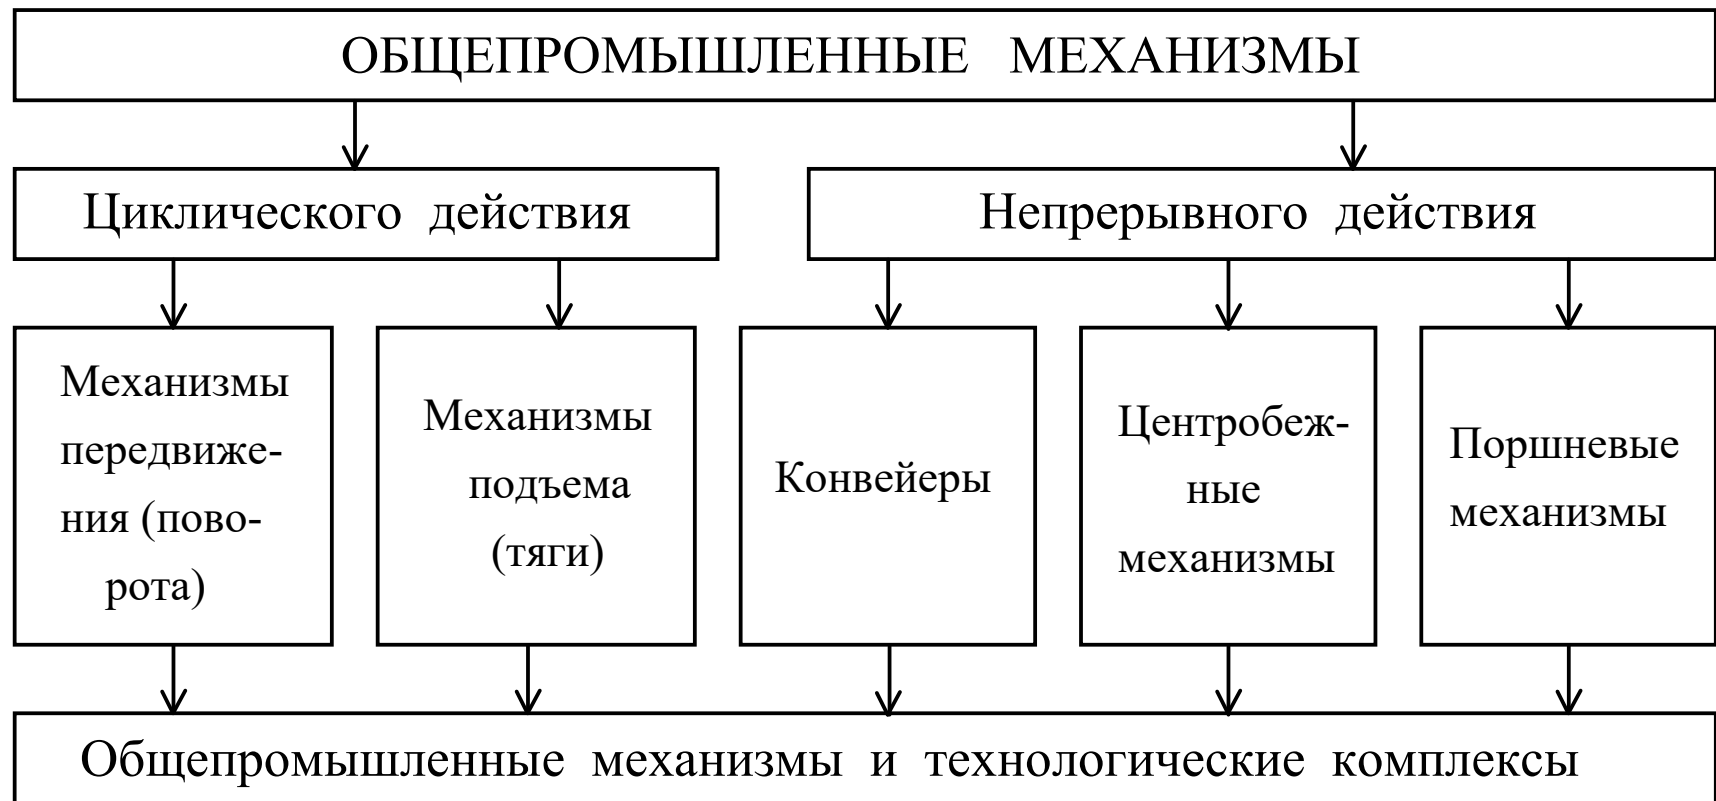 ОБЩЕПРОМЫШЛЕННЫЕ МЕХАНИЗМЫ
Циклического действия
Непрерывного действия
Механизмы
передвиже-
ния (пово-
рота)
Механизмы
подъема
(тяги)
Конвейеры
Центробеж-
ные
механизмы
Поршневые
механизмы
Общепромышленные механизмы и технологические комплексы